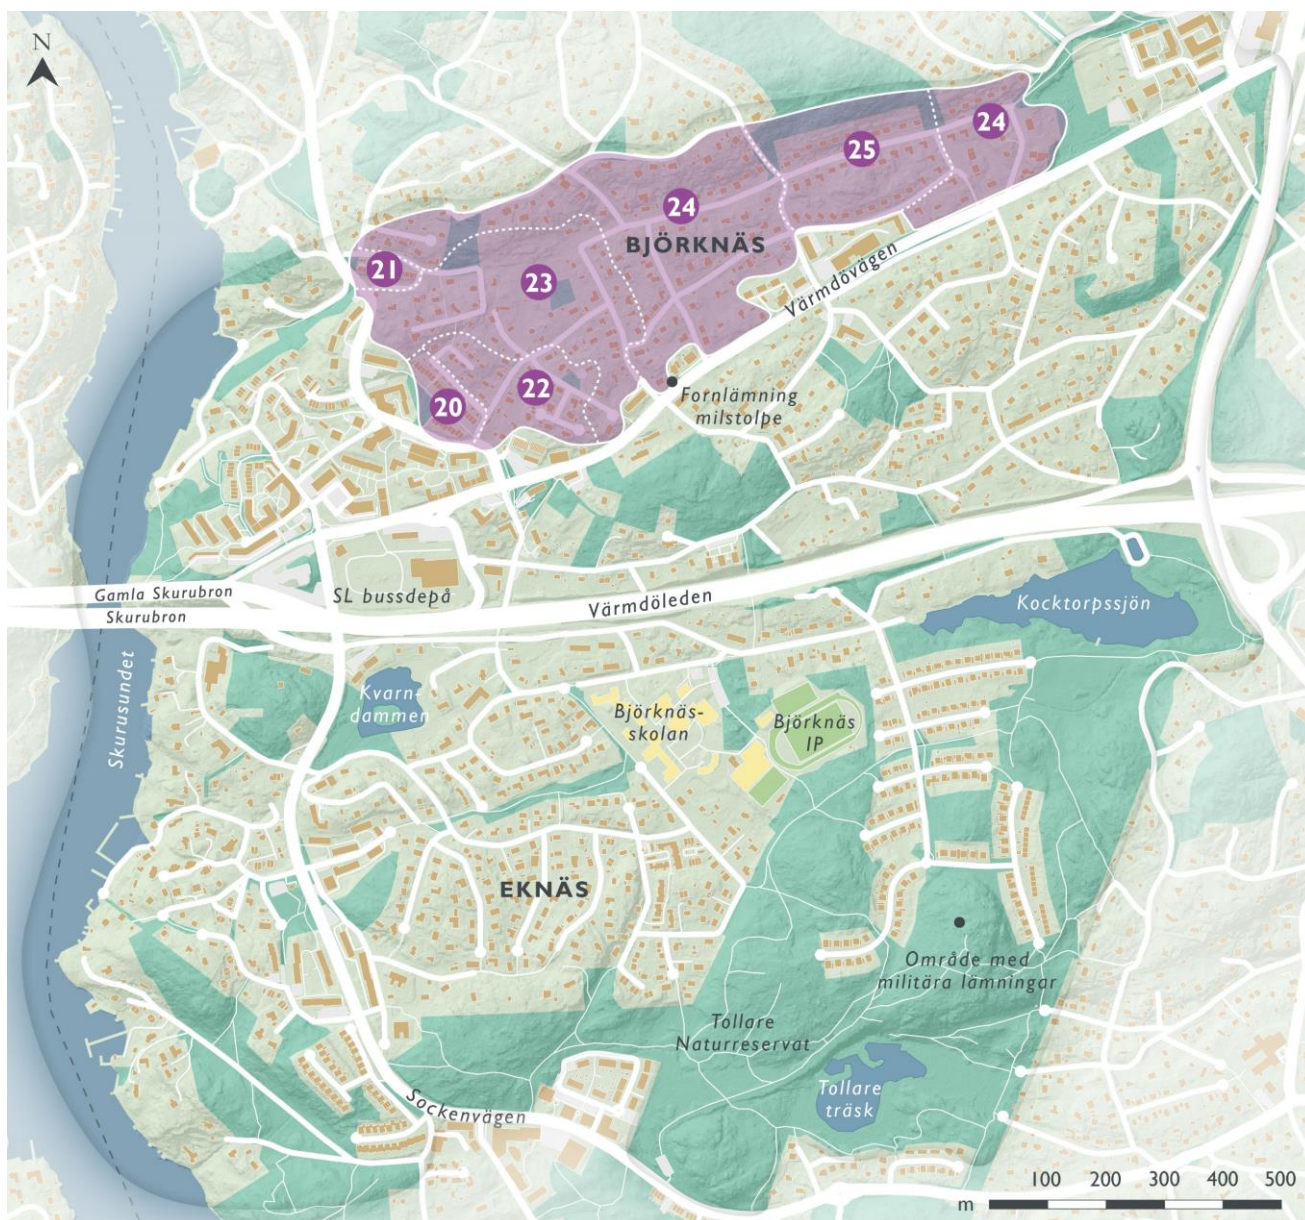 N
24
25
24
BJÖRKNÄS
21
23
Värmdövägen
22
20
Fornlämning
milstolpe
Gamla Skurubron
Skurubron
SL bussdepå
Värmdöleden
Kocktorpssjön
Skurusundet
Kvarn-
dammen
Björknäs-
skolan
Björknäs
IP
EKNÄS
Område med
militära lämningar
Tollare
Naturreservat
Tollare
träsk
Sockenvägen
100 200 300 400 500
m